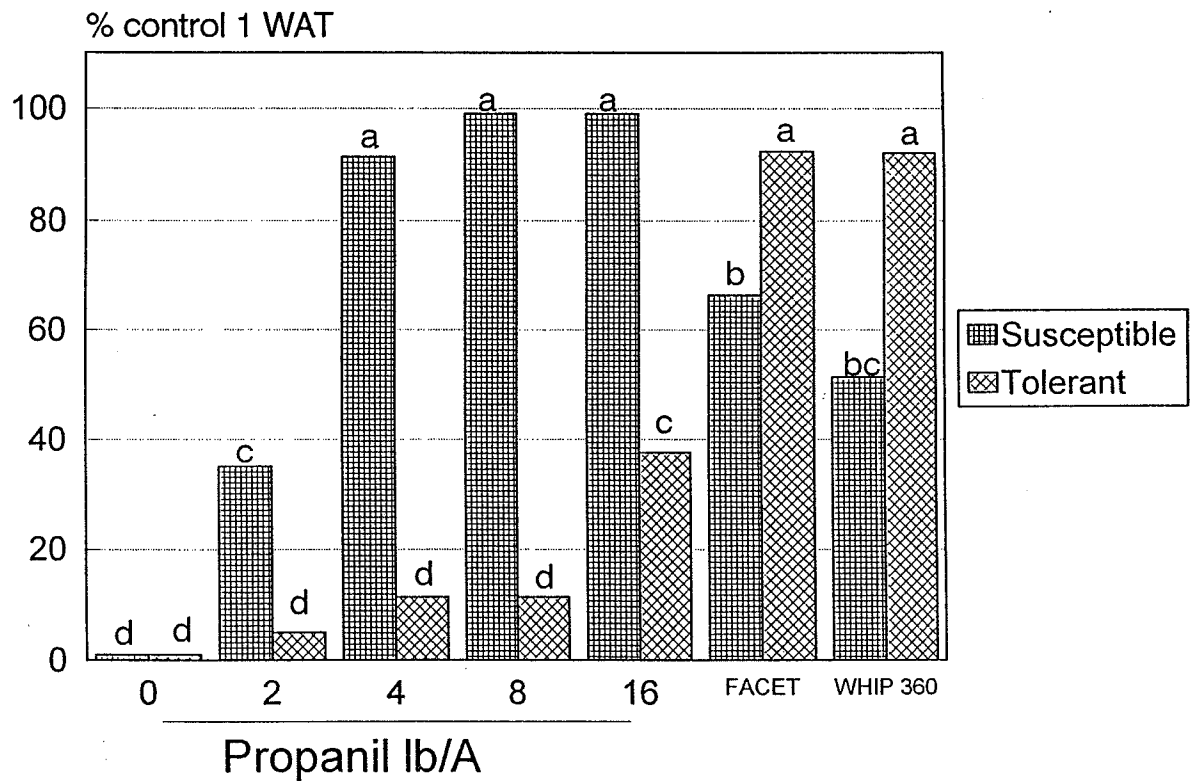 % control 1 WAT
100
80
60
40
20
0
a
a
a
a
a
b
bc
c
c
d
d
d
d
d
Susceptible
Tolerant
0 2 4 8 16 FACET WHIP 360
Propanil lb/A